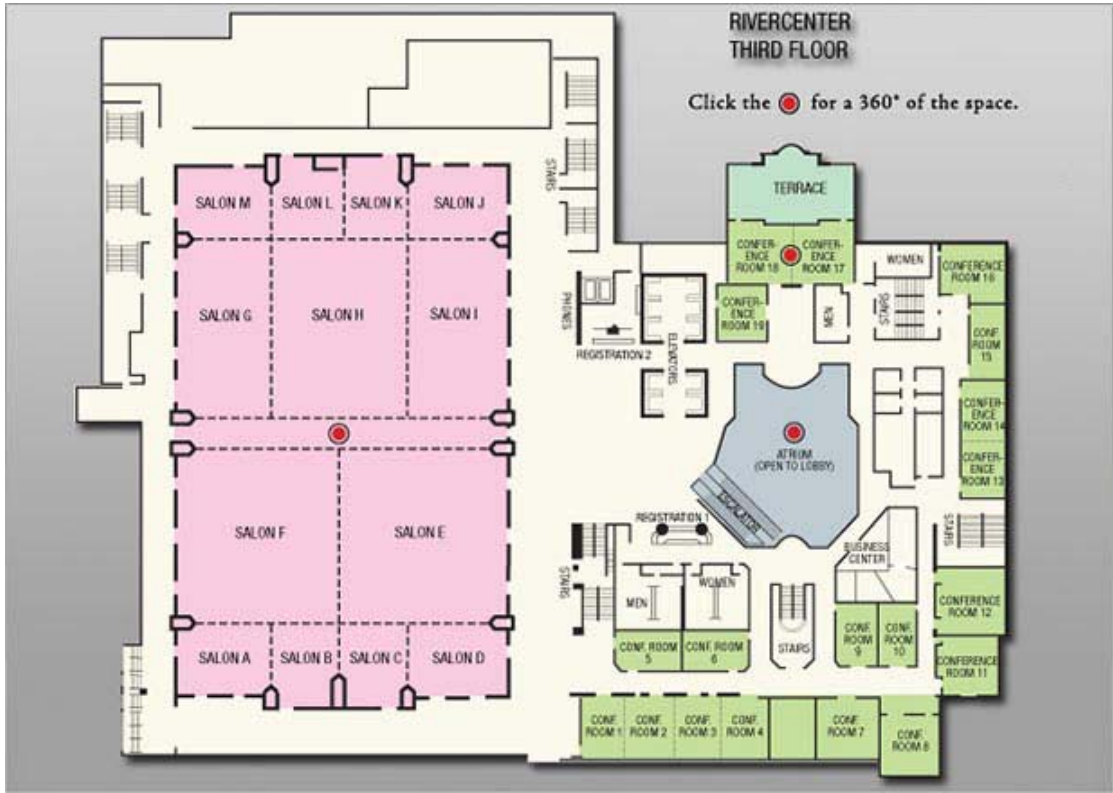 RIVERCENTER
THIRD FLOOR
Click the for a 360° of the space.
STAIRS
TERRACE
SALON M
SALON L
SALON K
SALON J
CONFER-
ENCE
ROOM 18
CONFER-
ENCE
ROOM 17
WOMEN
CONFERENCE
ROOM 16
SALON G
SALON H
SALON I
PHONES
CONFER-
ENCE
ROOM 19
MEN
STAIRS
CONF.
ROOM
15
REGISTRATION 2
ELEVATORS
CONFER-
ENCE
ROOM 14
ATRIUM
(OPEN TO LOBBY)
CONFER-
ENCE
ROOM 13
ESCALATOR
REGISTRATION 1
SALON F
SALON E
STAIRS
BUSINESS
CENTER
STAIRS
MEN
WOMEN
CONFERENCE
ROOM 12
CONF. ROOM
5
CONF. ROOM
6
STAIRS
CONF.
ROOM
9
CONF.
ROOM
10
SALON A
SALON B
SALON C
SALON D
CONFERENCE
ROOM 11
CONF.
ROOM 1
CONF.
ROOM 2
CONF.
ROOM 3
CONF.
ROOM 4
CONF.
ROOM 7
CONF.
ROOM 8